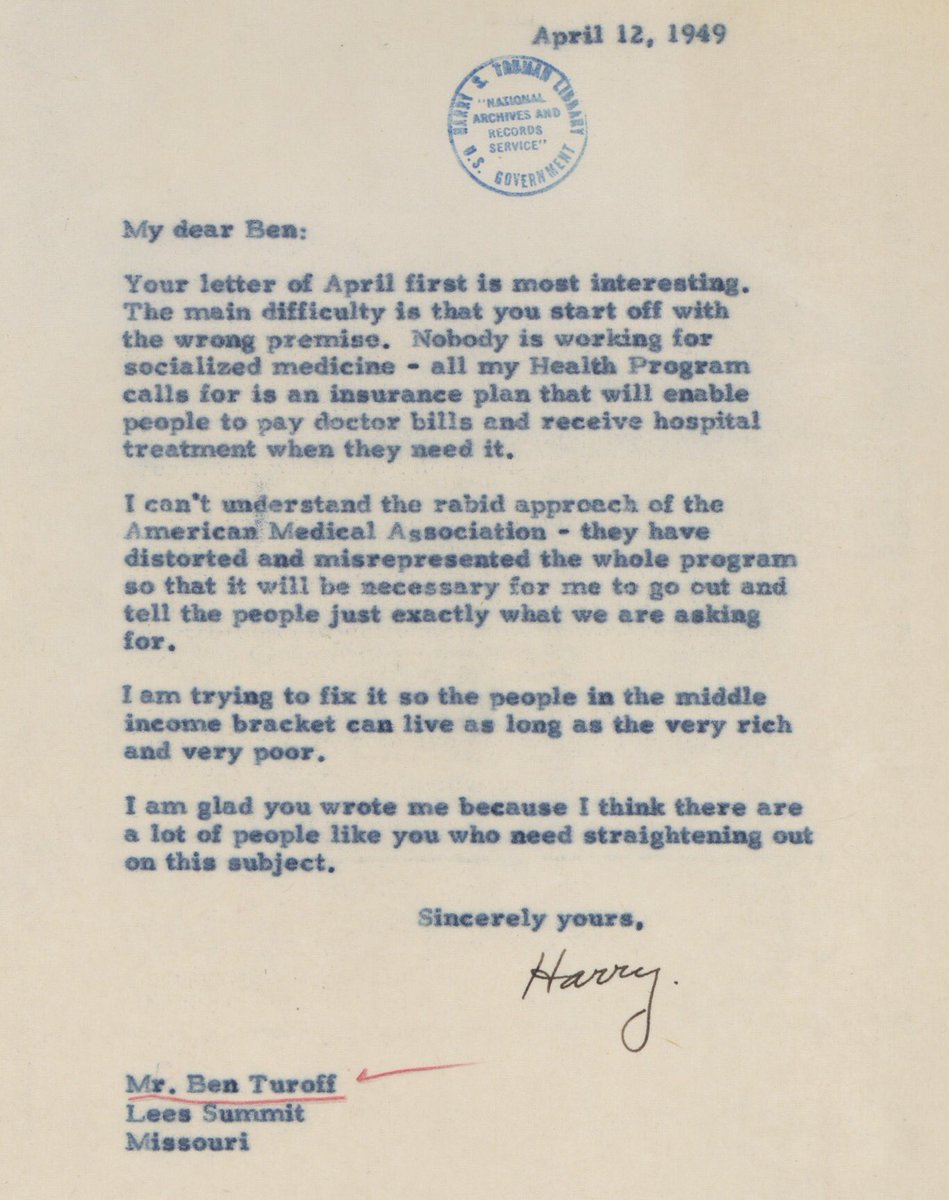 April 12, 1949
HARRY S. TRUMAN LIBRARY
"NATIONAL
ARCHIVES AND
RECORDS
SERVICE"
U.S. GOVERNMENT
My dear Ben:
Your letter of April first is most interesting.
The main difficulty is that you start off with
the wrong premise. Nobody is working for
socialized medicine - all my Health Program
calls for is an insurance plan that will enable
people to pay doctor bills and receive hospital
treatment when they need it.
I can't understand the rabid approach of the
American Medical Association - they have
distorted and misrepresented the whole program
so that it will be necessary for me to go out and
tell the people just exactly what we are asking
for.
I am trying to fix it so the people in the middle
income bracket can live as long as the very rich
and very poor.
I am glad you wrote me because I think there are
a lot of people like you who need straightening out
on this subject.
Sincerely yours,
Harry.
Mr. Ben Turoff
Lees Summit
Missouri